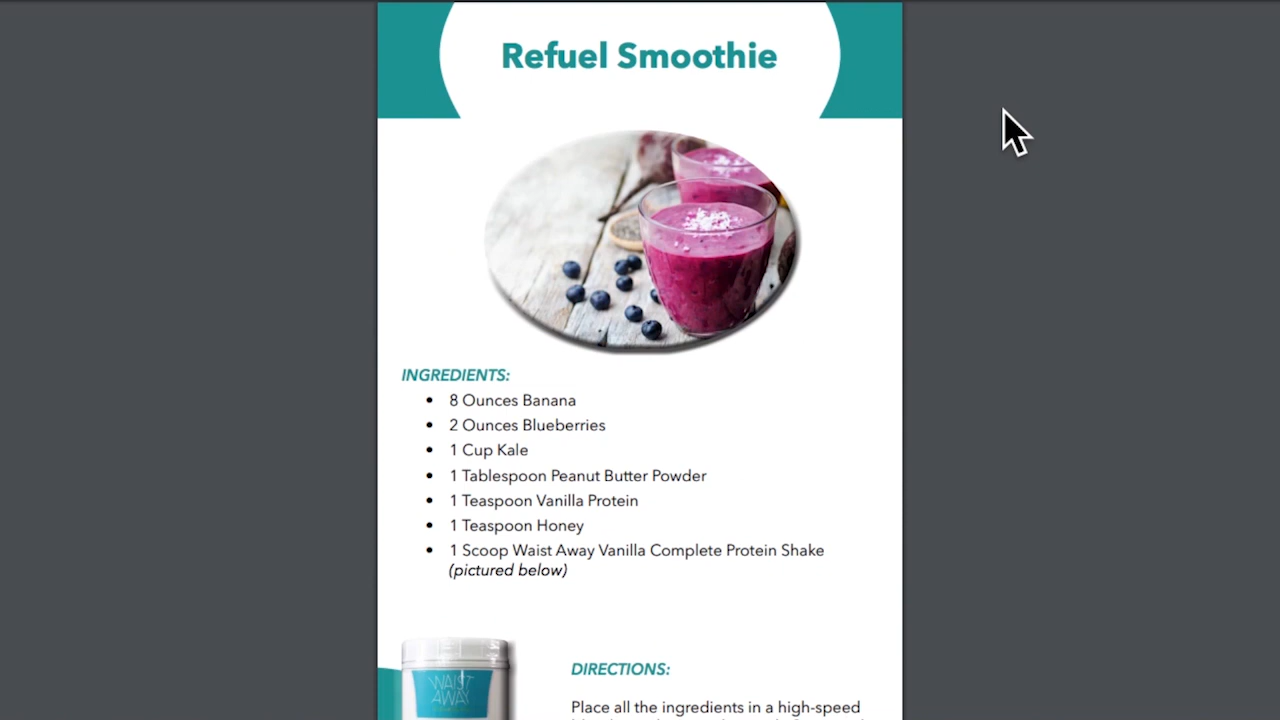 Refuel Smoothie
INGREDIENTS:
• 8 Ounces Banana
• 2 Ounces Blueberries
• 1 Cup Kale
• 1 Tablespoon Peanut Butter Powder
• 1 Teaspoon Vanilla Protein
• 1 Teaspoon Honey
• 1 Scoop Waist Away Vanilla Complete Protein Shake
(pictured below)
WAIST
AWAY
DIRECTIONS:
Place all the ingredients in a high-speed